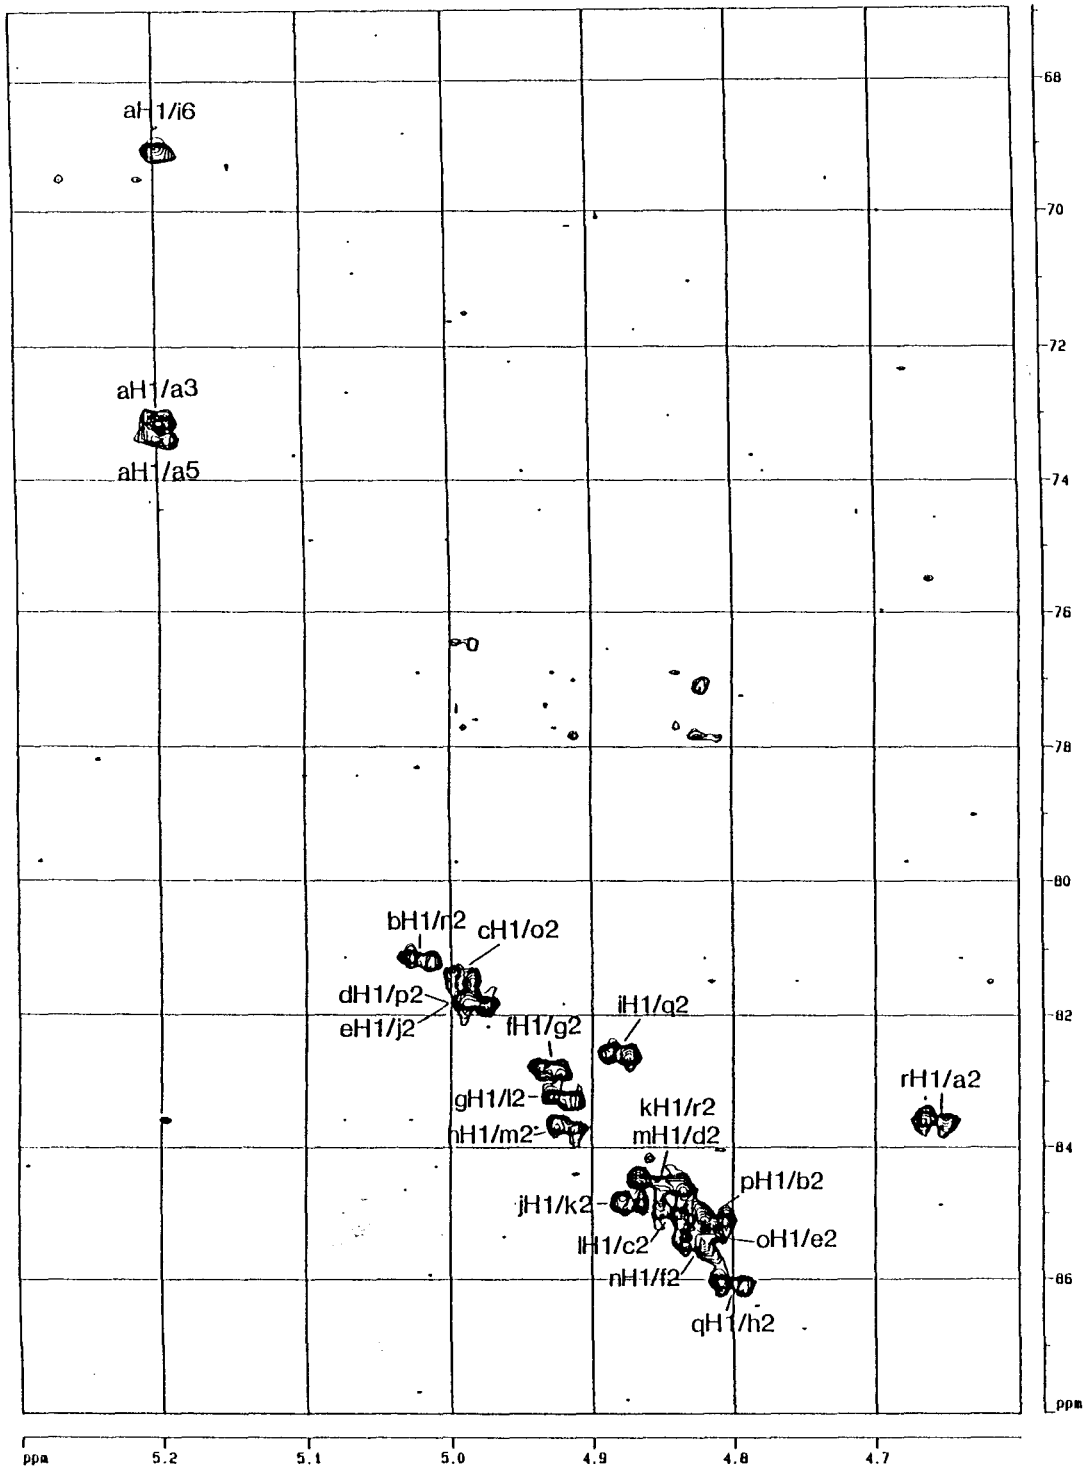 68
aH1/i6
70
72
aH1/a3
aH1/a5
74
76
78
80
bH1/n2
cH1/o2
dH1/p2
eH1/j2
82
fH1/g2
iH1/q2
gH1/l2
rH1/a2
kH1/r2
hH1/m2
mH1/d2
84
pH1/b2
jH1/k2
lH1/c2
oH1/e2
nH1/f2
86
qH1/h2
ppm
ppm 5.2 5.1 5.0 4.9 4.8 4.7